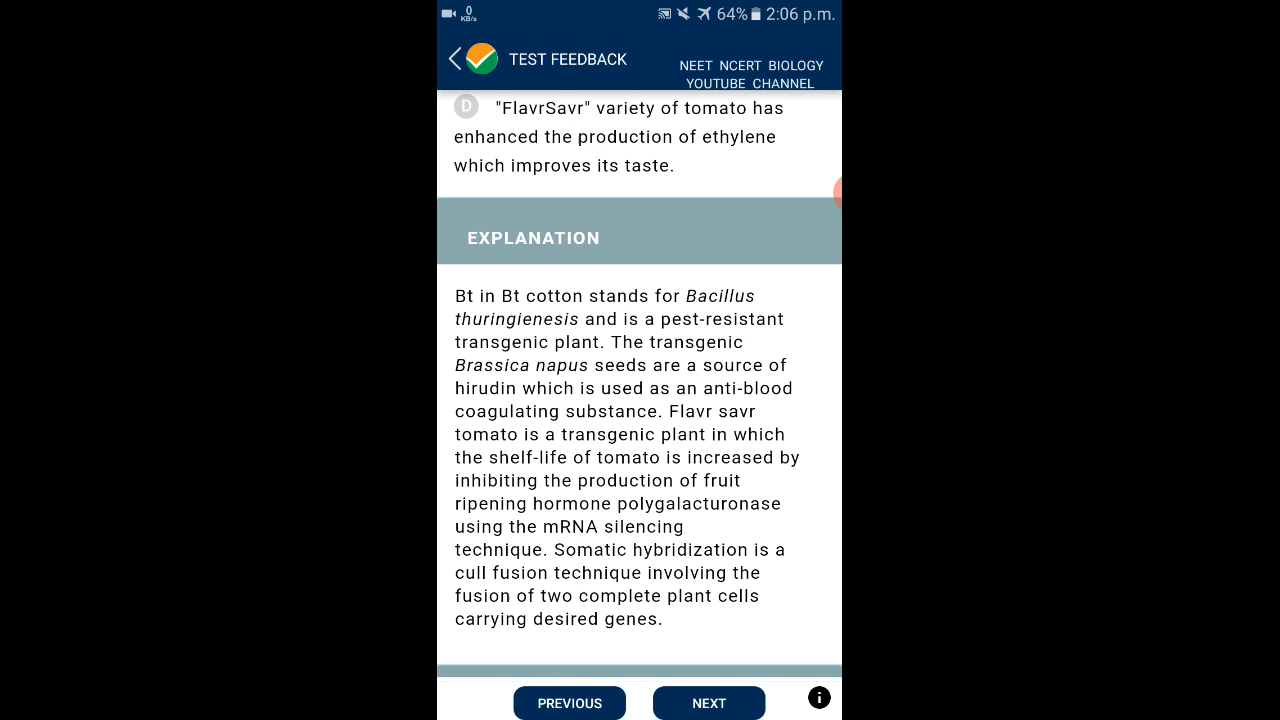 0
KB/s
64% 2:06 p.m.
TEST FEEDBACK
NEET NCERT BIOLOGY
YOUTUBE CHANNEL
D "FlavrSavr" variety of tomato has
enhanced the production of ethylene
which improves its taste.
EXPLANATION
Bt in Bt cotton stands for Bacillus
thuringienesis and is a pest-resistant
transgenic plant. The transgenic
Brassica napus seeds are a source of
hirudin which is used as an anti-blood
coagulating substance. Flavr savr
tomato is a transgenic plant in which
the shelf-life of tomato is increased by
inhibiting the production of fruit
ripening hormone polygalacturonase
using the mRNA silencing
technique. Somatic hybridization is a
cull fusion technique involving the
fusion of two complete plant cells
carrying desired genes.
PREVIOUS NEXT i